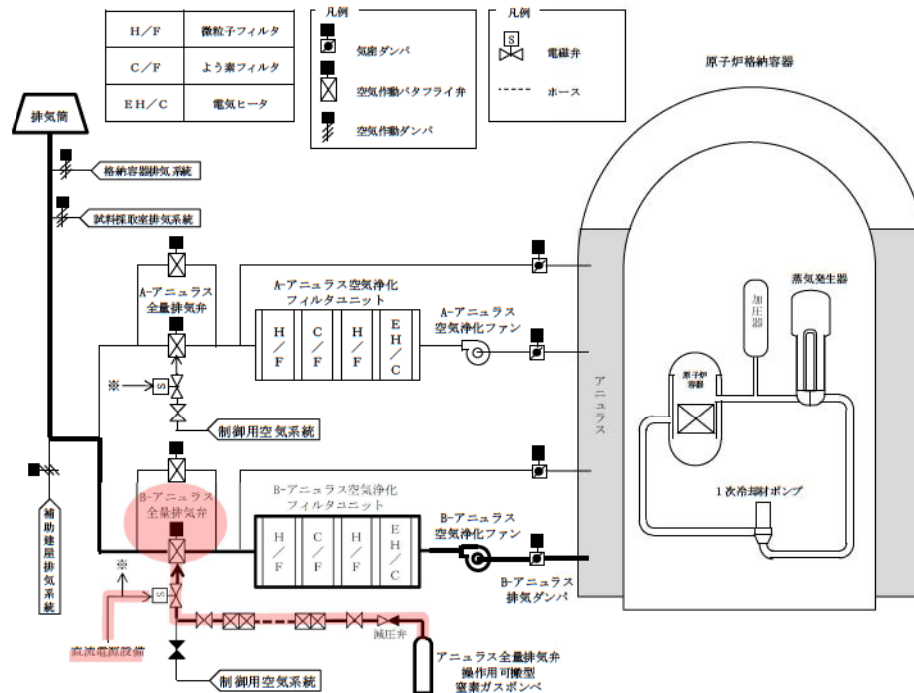 H/F 微粒子フィルタ
C/F よう素フィルタ
EH/C 電気ヒータ
凡例
気密ダンパ
空気作動バタフライ弁
空気作動ダンパ
凡例
S
電磁弁
ホース
原子炉格納容器
排気筒
格納容器排気系統
試料採取室排気系統
A-アニュラス
全量排気弁
A-アニュラス空気浄化
フィルタユニット
H/F
C/F
H/F
EH/C
A-アニュラス
空気浄化ファン
※
S
制御用空気系統
アニュラス
加圧器
蒸気発生器
原子炉
容器
1次冷却材ポンプ
B-アニュラス
全量排気弁
B-アニュラス空気浄化
フィルタユニット
H/F
C/F
H/F
EH/C
B-アニュラス
空気浄化ファン
B-アニュラス
排気ダンパ
補助建屋排気系統
※
S
直流電源設備
減圧弁
制御用空気系統
アニュラス全量排気弁
操作用可搬型
窒素ガスボンベ